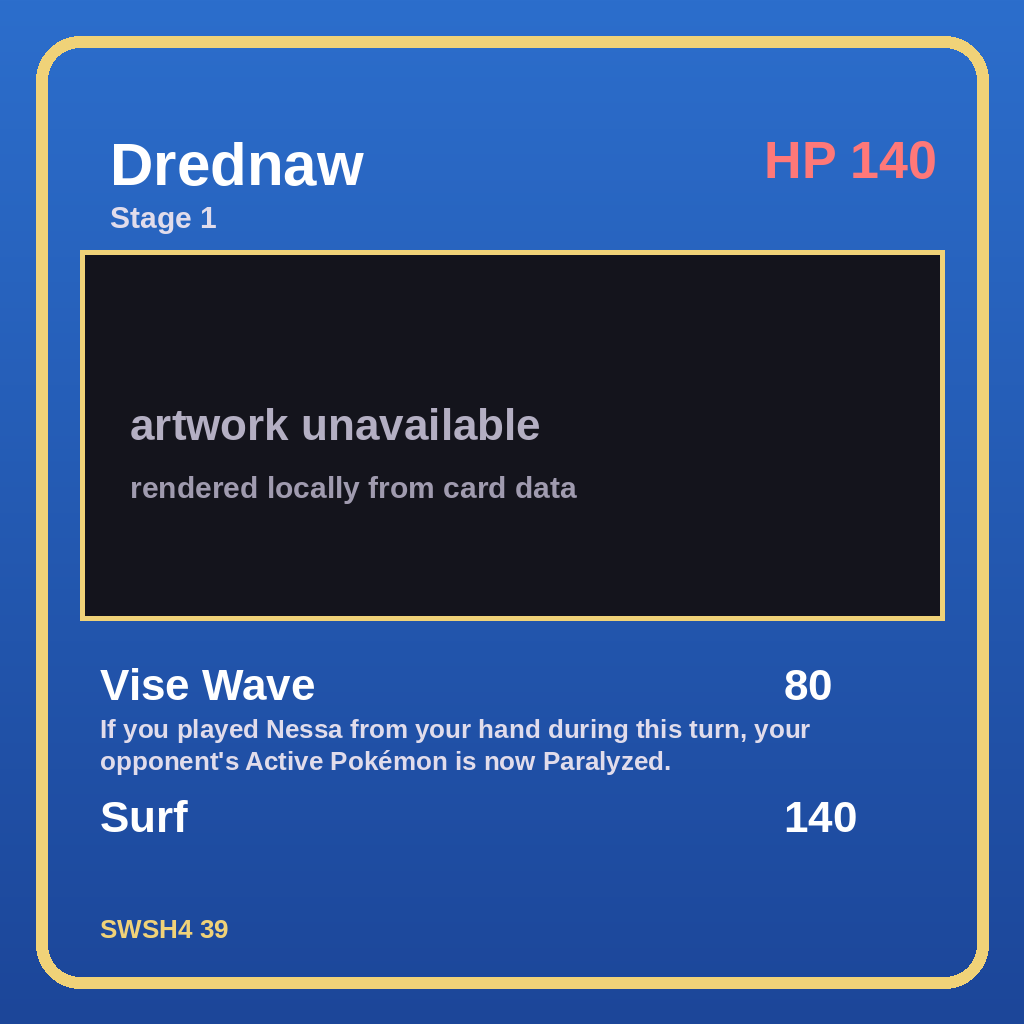 Drednaw
HP 140
Stage 1
artwork unavailable
rendered locally from card data
Vise Wave 80
If you played Nessa from your hand during this turn, your
opponent's Active Pokémon is now Paralyzed.
Surf 140
SWSH4 39